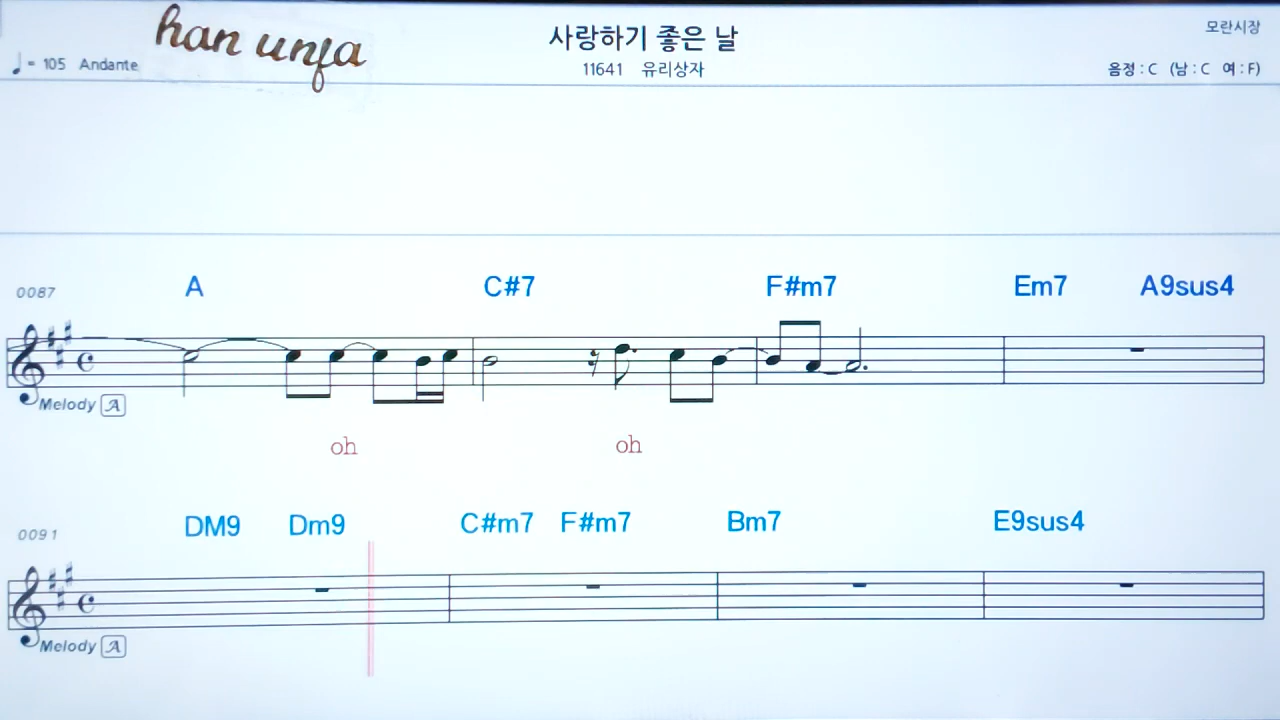 han unfa
사랑하기 좋은 날
모란시장
♩= 105 Andante
11641 유리상자
음정 : C (남 : C 여 : F)
0087
A C#7 F#m7 Em7 A9sus4
Melody A
oh oh
0091
DM9 Dm9 C#m7 F#m7 Bm7 E9sus4
Melody A